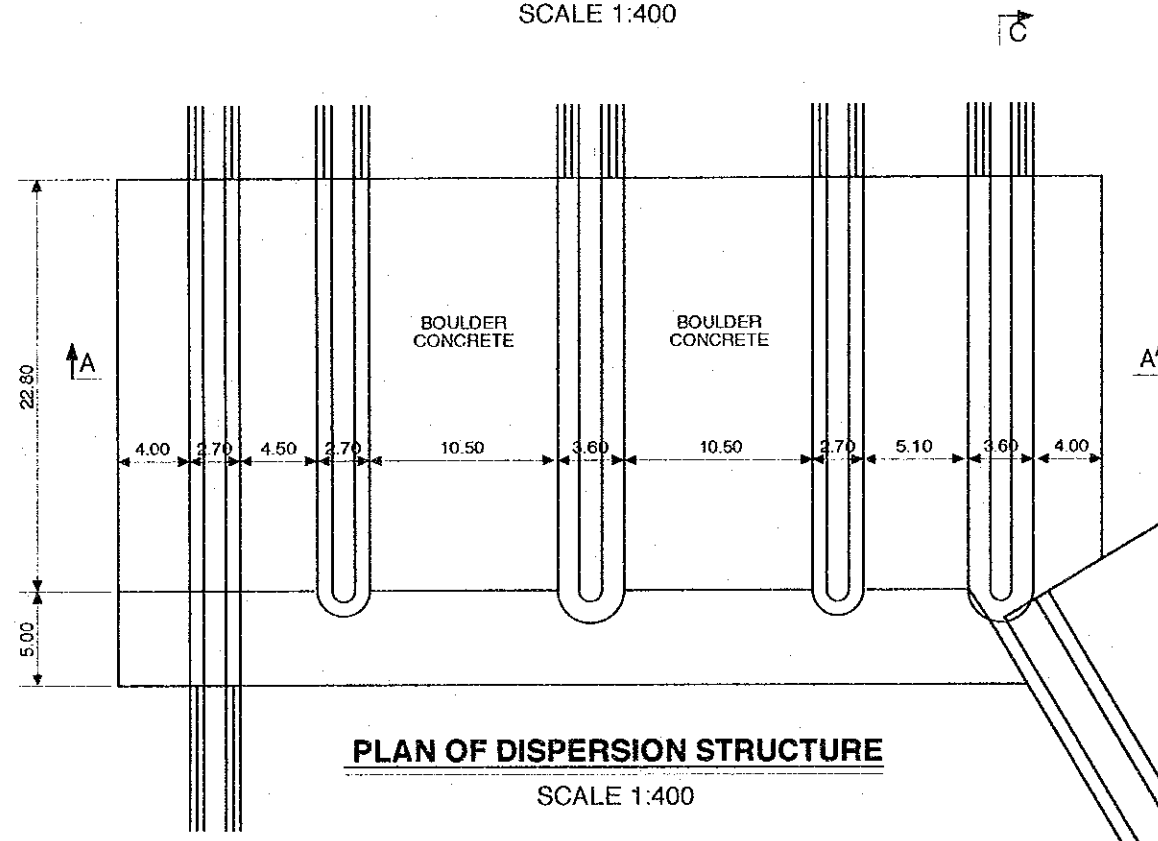 SCALE 1:400
C
BOULDER
CONCRETE
BOULDER
CONCRETE
A
A'
22.80
4.00 2.70 4.50 2.70 10.50 3.60 10.50 2.70 5.10 3.60 4.00
5.00
PLAN OF DISPERSION STRUCTURE
SCALE 1:400